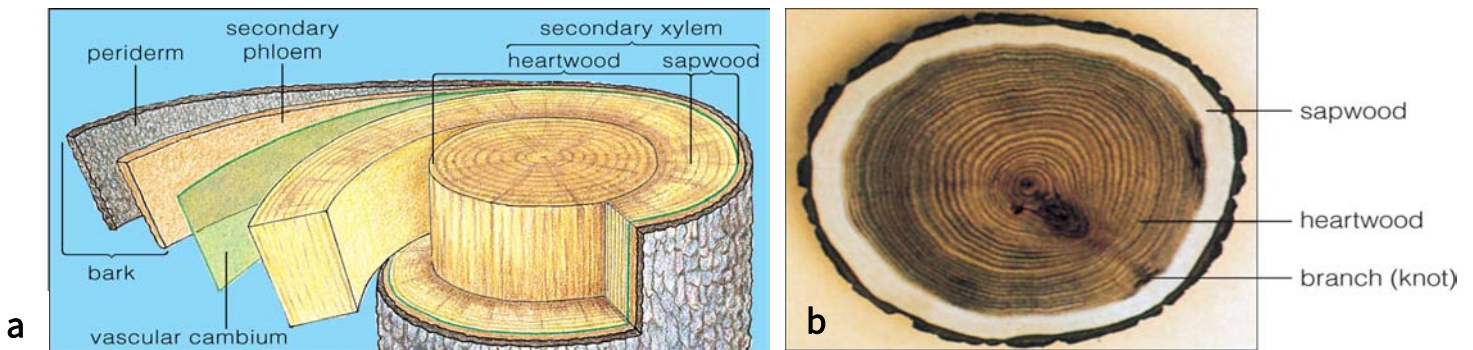 periderm
secondary
phloem
secondary xylem
heartwood
sapwood
bark
vascular cambium
a
sapwood
heartwood
branch (knot)
b